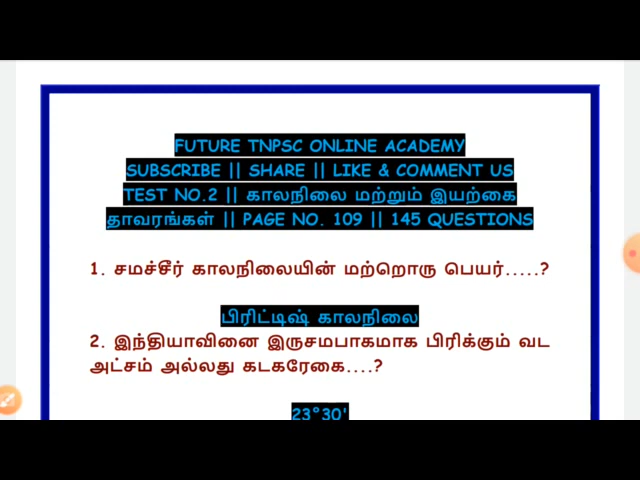 FUTURE TNPSC ONLINE ACADEMY
SUBSCRIBE || SHARE || LIKE & COMMENT US
TEST NO.2 || காலநிலை மற்றும் இயற்கை
தாவரங்கள் || PAGE NO. 109 || 145 QUESTIONS
1. சமச்சீர் காலநிலையின் மற்றொரு பெயர்.....?
பிரிட்டிஷ் காலநிலை
2. இந்தியாவினை இருசமபாகமாக பிரிக்கும் வட
அட்சம் அல்லது கடகரேகை....?
23°30'